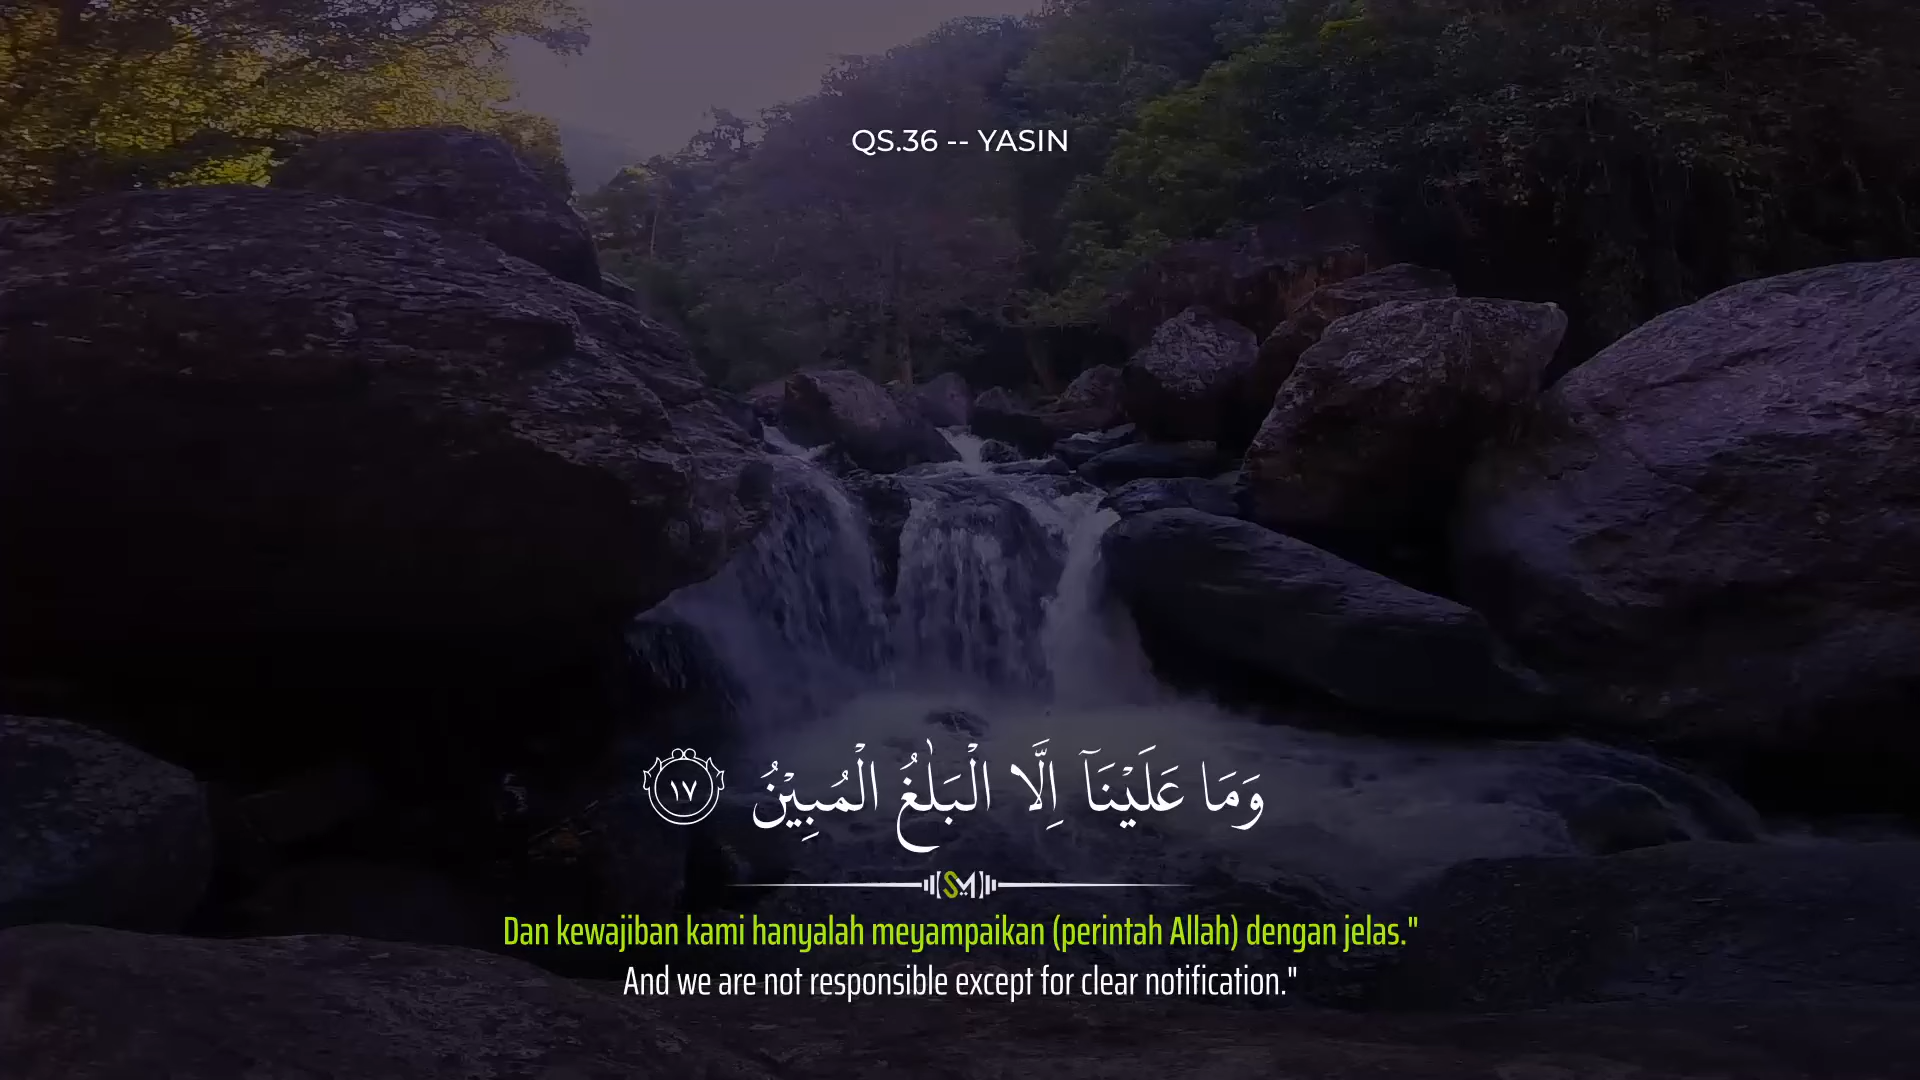 QS.36 -- YASIN
وَمَا عَلَيْنَآ اِلَّا الْبَلٰغُ الْمُبِيْنُ ١٧
SM
Dan kewajiban kami hanyalah meyampaikan (perintah Allah) dengan jelas."
And we are not responsible except for clear notification."